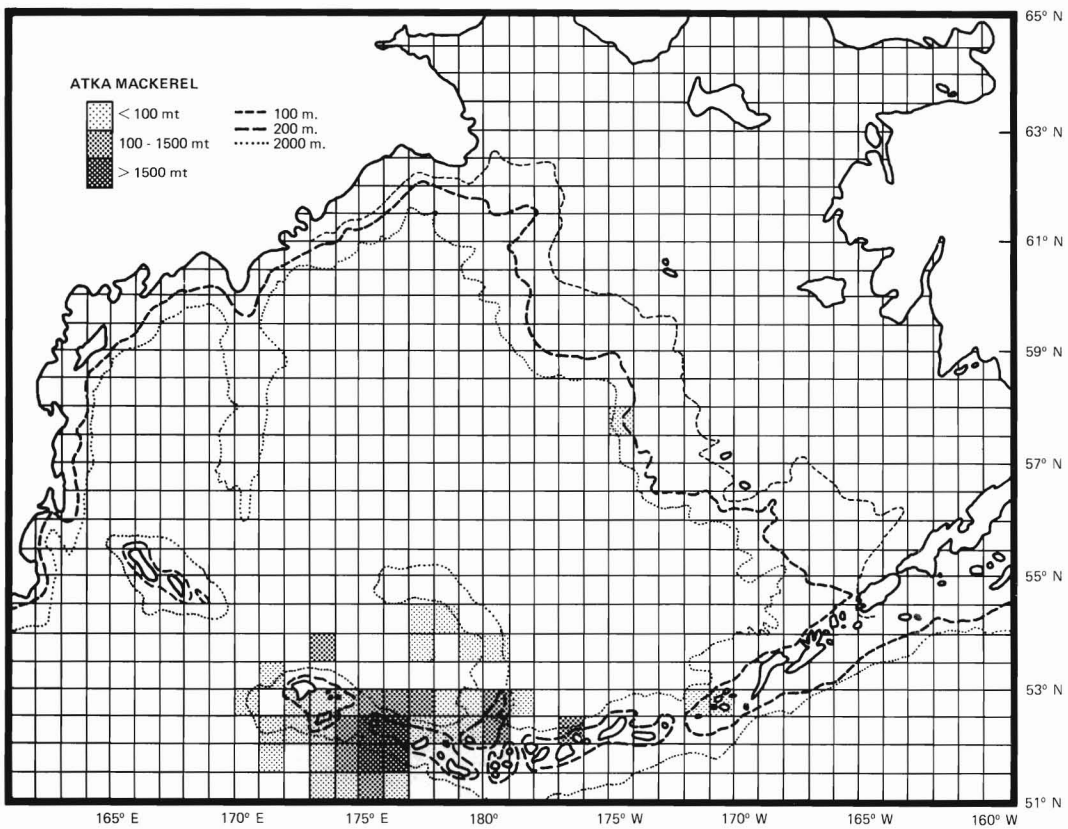 ATKA MACKEREL
< 100 mt
100 - 1500 mt
> 1500 mt
100 m.
200 m.
2000 m.
65° N
63° N
61° N
59° N
57° N
55° N
53° N
51° N
165° E
170° E
175° E
180°
175° W
170° W
165° W
160° W